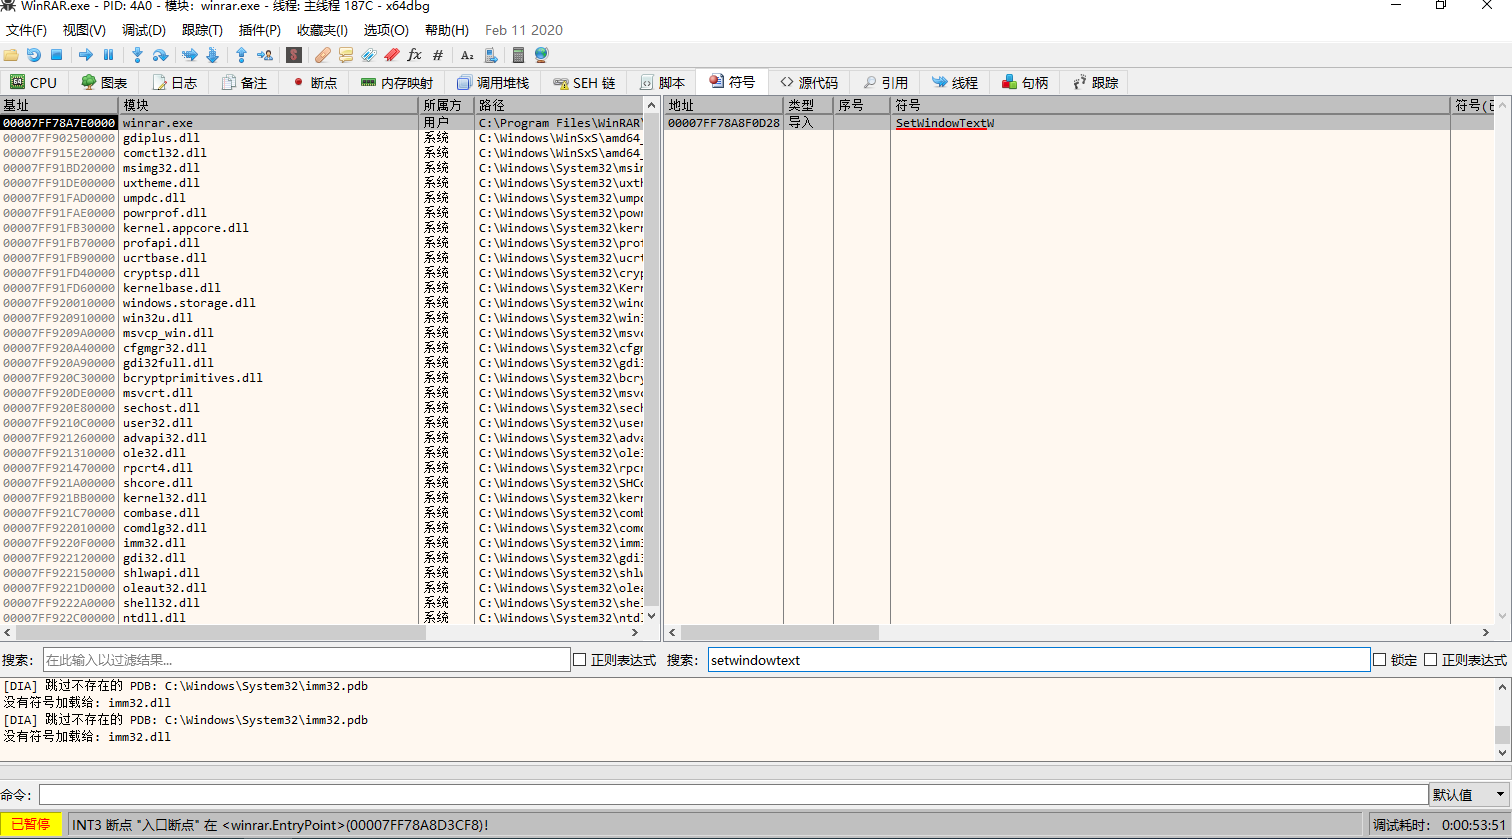 WinRAR.exe - PID: 4A0 - 模块: winrar.exe - 线程: 主线程 187C - x64dbg
文件(F) 视图(V) 调试(D) 跟踪(T) 插件(P) 收藏夹(I) 选项(O) 帮助(H) Feb 11 2020
CPU 图表 日志 备注 断点 内存映射 调用堆栈 SEH 链 脚本 符号 源代码 引用 线程 句柄 跟踪
基址 模块 所属方 路径 地址 类型 序号 符号 符号(已
00007FF78A7E0000 winrar.exe 用户 C:\Program Files\WinRAR\ 00007FF78A8F0D28 导入 SetWindowTextW
00007FF902500000 gdiplus.dll 系统 C:\Windows\WinSxS\amd64_
00007FF915E20000 comctl32.dll 系统 C:\Windows\WinSxS\amd64_
00007FF91BD20000 msimg32.dll 系统 C:\Windows\System32\msim
00007FF91DE00000 uxtheme.dll 系统 C:\Windows\System32\uxth
00007FF91FAD0000 umpdc.dll 系统 C:\Windows\System32\umpd
00007FF91FAE0000 powrprof.dll 系统 C:\Windows\System32\powr
00007FF91FB30000 kernel.appcore.dll 系统 C:\Windows\System32\kern
00007FF91FB70000 profapi.dll 系统 C:\Windows\System32\prof
00007FF91FB90000 ucrtbase.dll 系统 C:\Windows\System32\ucrt
00007FF91FD40000 cryptsp.dll 系统 C:\Windows\System32\cryp
00007FF91FD60000 kernelbase.dll 系统 C:\Windows\System32\Kern
00007FF920010000 windows.storage.dll 系统 C:\Windows\System32\wind
00007FF920910000 win32u.dll 系统 C:\Windows\System32\win3
00007FF9209A0000 msvcp_win.dll 系统 C:\Windows\System32\msvc
00007FF920A40000 cfgmgr32.dll 系统 C:\Windows\System32\cfgm
00007FF920A90000 gdi32full.dll 系统 C:\Windows\System32\gdi3
00007FF920C30000 bcryptprimitives.dll 系统 C:\Windows\System32\bcry
00007FF920DE0000 msvcrt.dll 系统 C:\Windows\System32\msvc
00007FF920E80000 sechost.dll 系统 C:\Windows\System32\sech
00007FF9210C0000 user32.dll 系统 C:\Windows\System32\user
00007FF921260000 advapi32.dll 系统 C:\Windows\System32\adva
00007FF921310000 ole32.dll 系统 C:\Windows\System32\ole3
00007FF921470000 rpcrt4.dll 系统 C:\Windows\System32\rpcr
00007FF921A00000 shcore.dll 系统 C:\Windows\System32\SHCo
00007FF921BB0000 kernel32.dll 系统 C:\Windows\System32\kern
00007FF921C70000 combase.dll 系统 C:\Windows\System32\comb
00007FF922010000 comdlg32.dll 系统 C:\Windows\System32\comd
00007FF9220F0000 imm32.dll 系统 C:\Windows\System32\imm3
00007FF922120000 gdi32.dll 系统 C:\Windows\System32\gdi3
00007FF922150000 shlwapi.dll 系统 C:\Windows\System32\shlw
00007FF9221D0000 oleaut32.dll 系统 C:\Windows\System32\olea
00007FF9222A0000 shell32.dll 系统 C:\Windows\System32\shel
00007FF922C00000 ntdll.dll 系统 C:\Windows\System32\ntdl
搜索: 在此输入以过滤结果... 正则表达式 搜索: setwindowtext 锁定 正则表达式
[DIA] 跳过不存在的 PDB: C:\Windows\System32\imm32.pdb
没有符号加载给: imm32.dll
[DIA] 跳过不存在的 PDB: C:\Windows\System32\imm32.pdb
没有符号加载给: imm32.dll
命令: 默认值
已暂停 INT3 断点 "入口断点" 在 <winrar.EntryPoint>(00007FF78A8D3CF8)! 调试耗时: 0:00:53:51